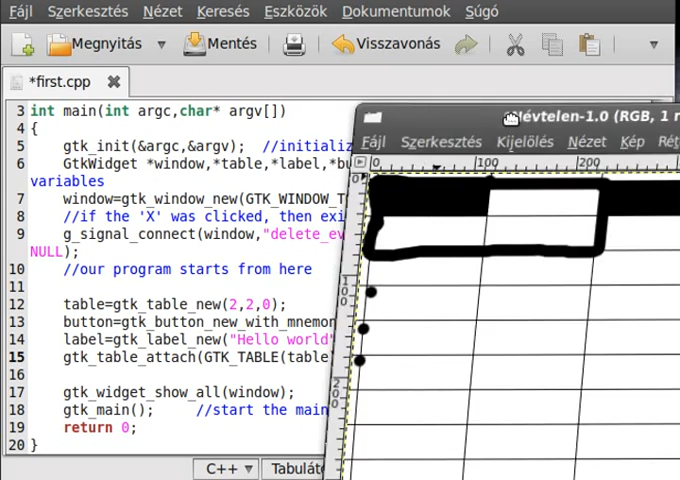 Fájl Szerkesztés Nézet Keresés Eszközök Dokumentumok Súgó
Megnyitás Mentés Visszavonás
*first.cpp
3 int main(int argc,char* argv[])
4 {
5 gtk_init(&argc,&argv); //initializ
6 GtkWidget *window,*table,*label,*bu
variables
7 window=gtk_window_new(GTK_WINDOW_T
8 //if the 'X' was clicked, then exi
9 g_signal_connect(window,"delete_ev
NULL);
10 //our program starts from here
11
12 table=gtk_table_new(2,2,0);
13 button=gtk_button_new_with_mnemon
14 label=gtk_label_new("Hello world"
15 gtk_table_attach(GTK_TABLE(table)
16
17 gtk_widget_show_all(window);
18 gtk_main(); //start the main
19 return 0;
20 }
C++ Tabuláto
*Névtelen-1.0 (RGB, 1 r
Fájl Szerkesztés Kijelölés Nézet Kép Rét
0 100 200
0
100
200